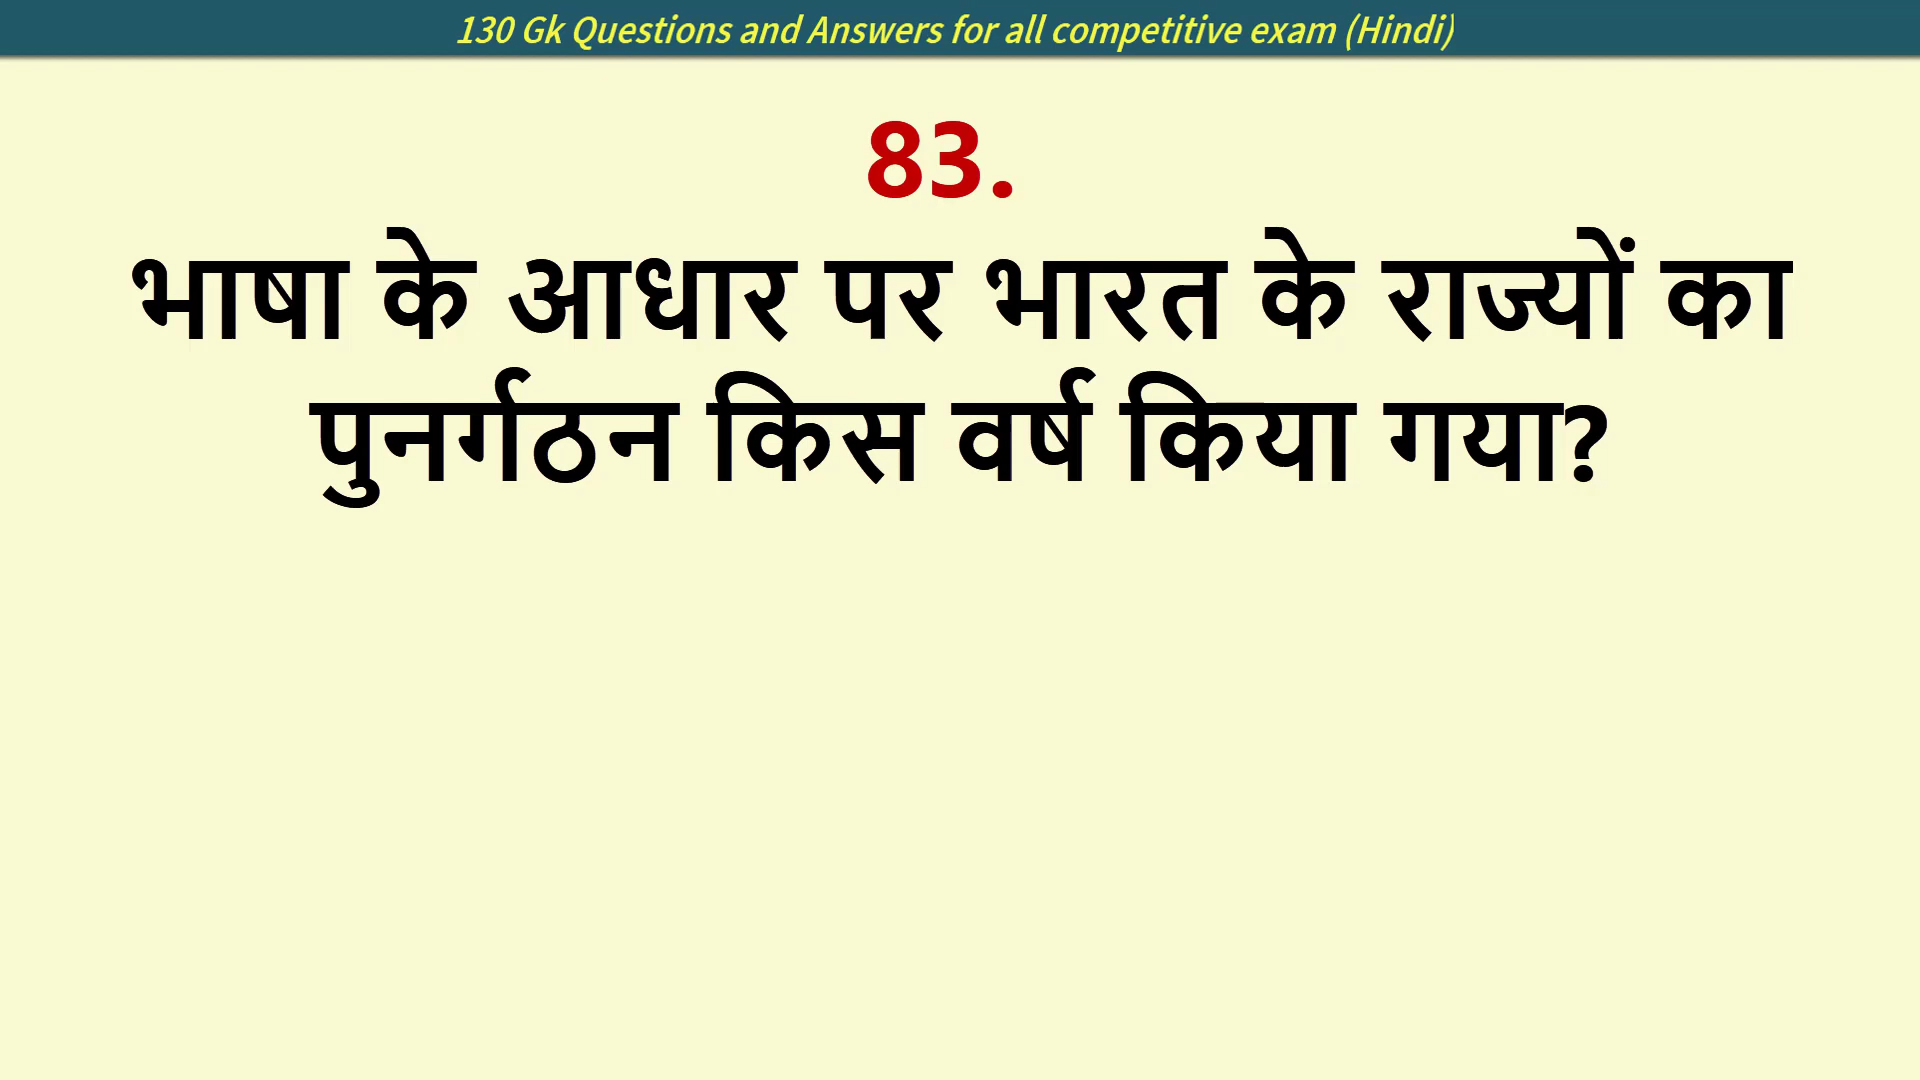 130 Gk Questions and Answers for all competitive exam (Hindi)
83.
भाषा के आधार पर भारत के राज्यों का
पुनर्गठन किस वर्ष किया गया?